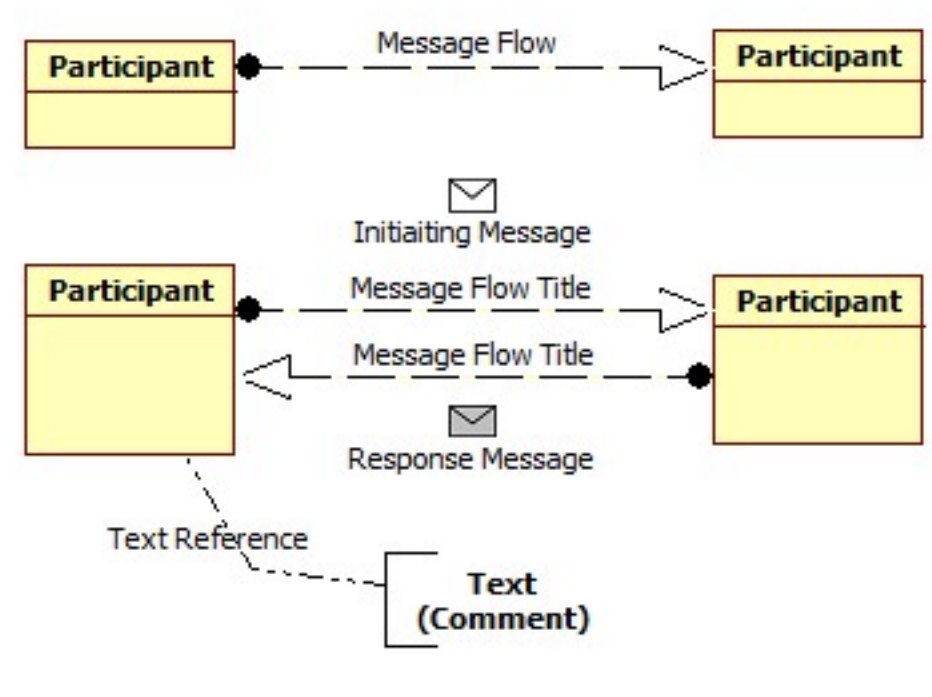 Message Flow
Participant
Participant
Initiaiting Message
Participant
Message Flow Title
Participant
Message Flow Title
Response Message
Text Reference
Text
(Comment)